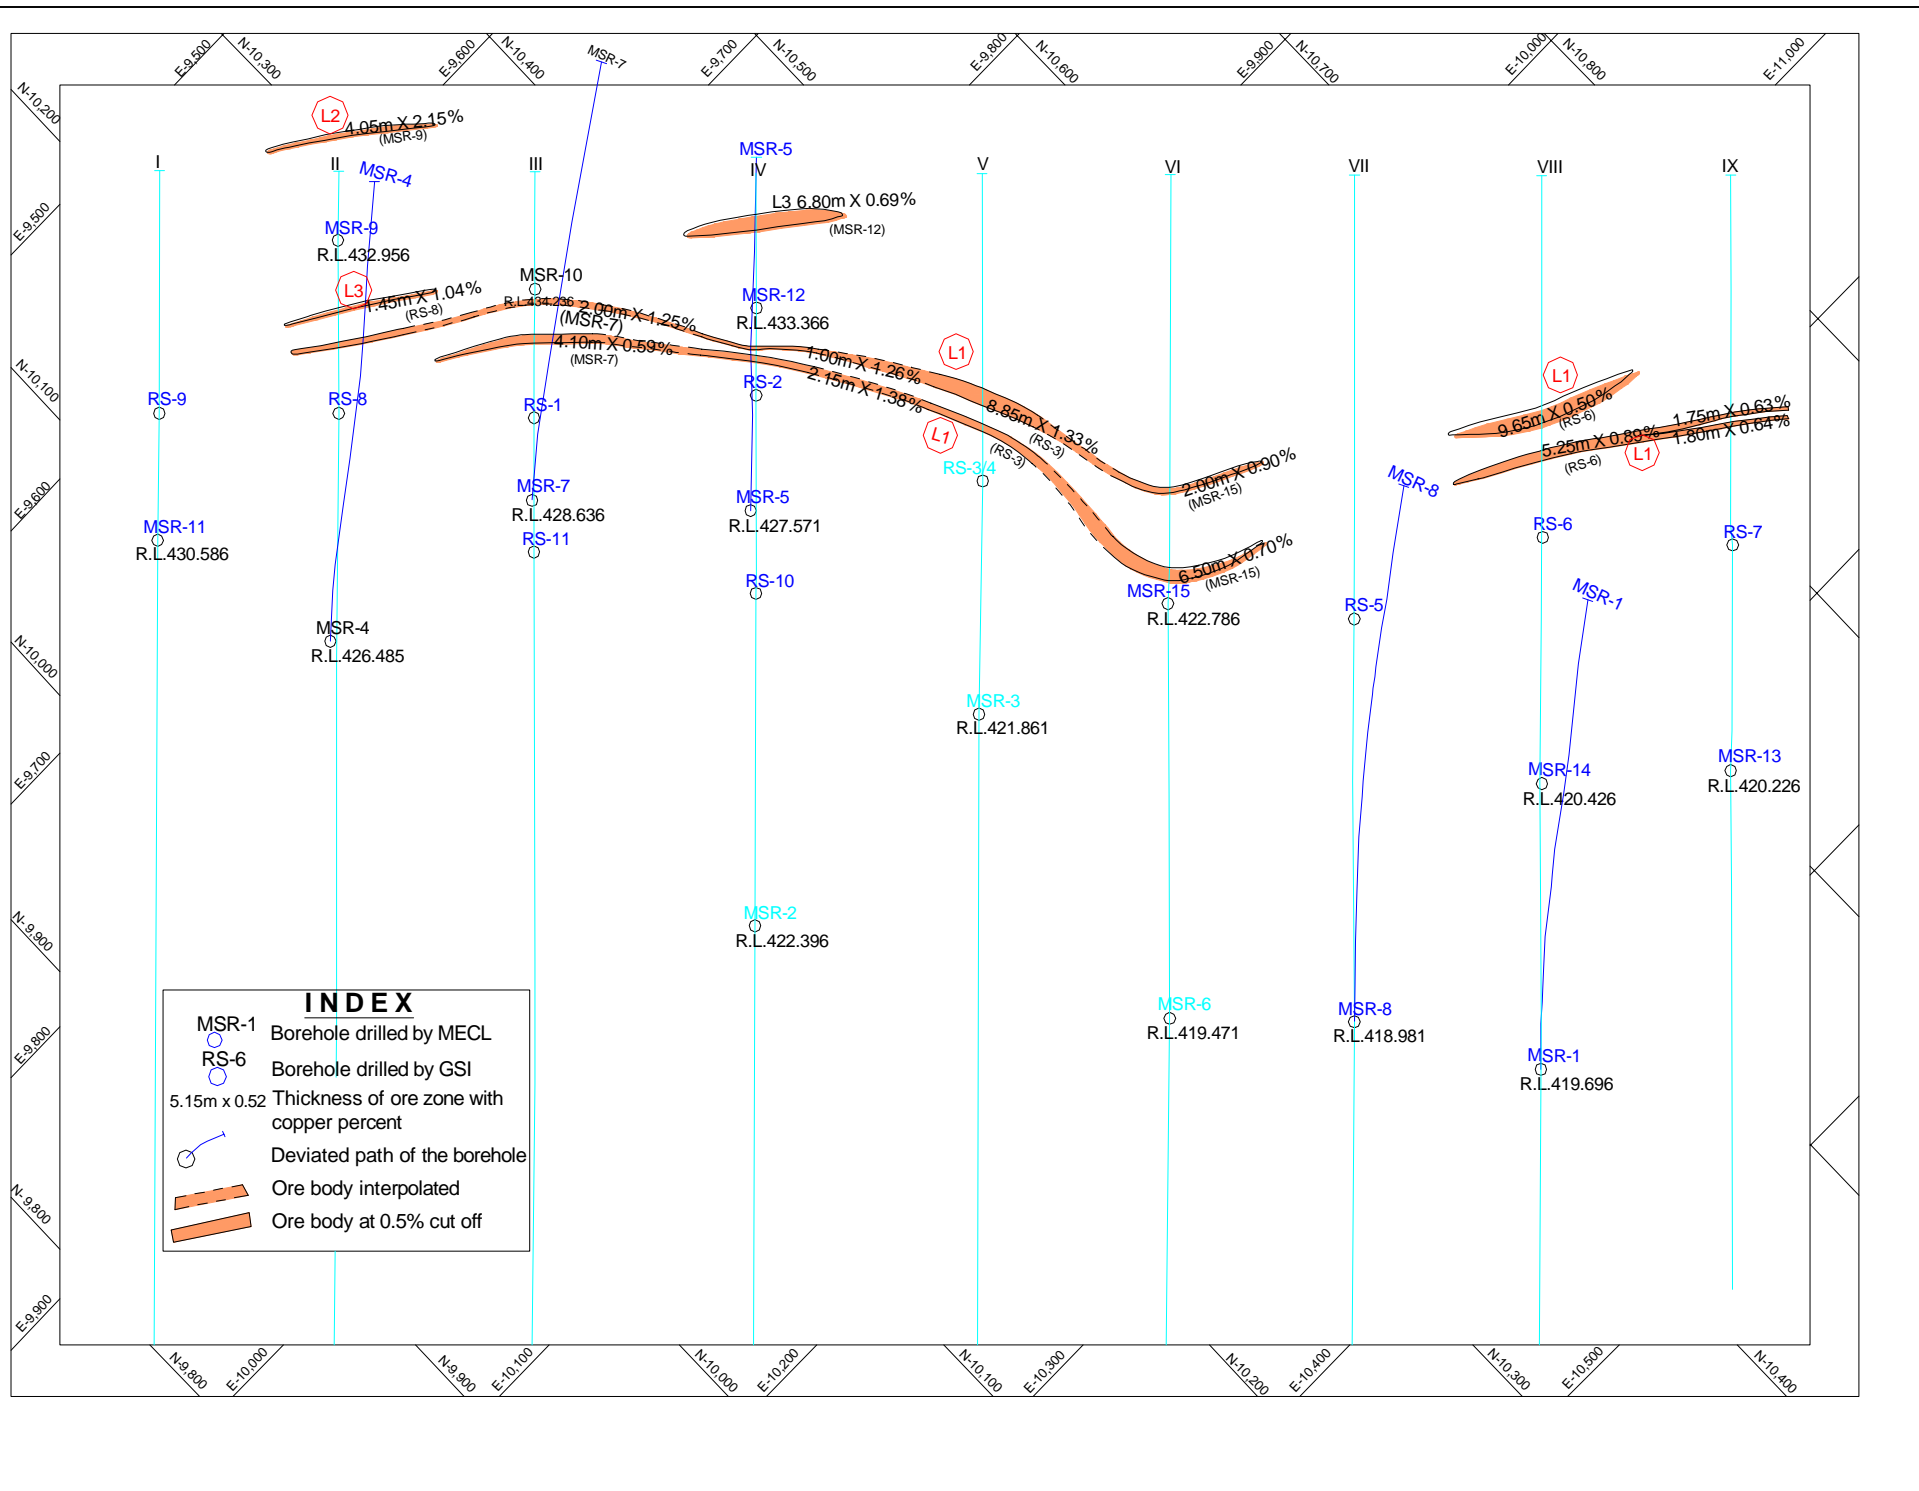 E-9,500
N-10,300
E-9,600
N-10,400
MSR-7
E-9,700
N-10,500
E-9,800
N-10,600
E-9,900
N-10,700
E-10,000
N-10,800
E-11,000
N-10,200
L2
4.05m X 2.15%
(MSR-9)
I
II
III
MSR-5
IV
V
VI
VII
VIII
IX
MSR-4
L3 6.80m X 0.69%
(MSR-12)
E-9,500
MSR-9
R.L.432.956
MSR-10
R.L.434.236
L3
1.45m X 1.04%
(RS-8)
2.00m X 1.25%
(MSR-7)
4.10m X 0.59%
(MSR-7)
MSR-12
R.L.433.366
1.00m X 1.26%
2.15m X 1.38%
L1
L1
8.85m X 1.33%
(RS-3)
(RS-3)
L1
9.65m X 0.50%
(RS-6)
1.75m X 0.63%
5.25m X 0.89%
1.80m X 0.64%
(RS-6)
L1
N-10,100
RS-9
RS-8
RS-1
RS-2
RS-3/4
2.00m X 0.90%
(MSR-15)
MSR-8
E-9,600
MSR-11
R.L.430.586
MSR-7
R.L.428.636
RS-11
MSR-5
R.L.427.571
RS-6
RS-7
6.50m X 0.70%
(MSR-15)
RS-10
MSR-15
R.L.422.786
RS-5
MSR-1
N-10,000
MSR-4
R.L.426.485
MSR-3
R.L.421.861
E-9,700
MSR-14
R.L.420.426
MSR-13
R.L.420.226
N-9,900
MSR-2
R.L.422.396
MSR-6
R.L.419.471
MSR-8
R.L.418.981
E-9,800
MSR-1
R.L.419.696
INDEX
MSR-1
Borehole drilled by MECL
RS-6
Borehole drilled by GSI
5.15m x 0.52
Thickness of ore zone with
copper percent
Deviated path of the borehole
Ore body interpolated
Ore body at 0.5% cut off
N-9,800
E-9,900
N-9,800
E-10,000
N-9,900
E-10,100
N-10,000
E-10,200
N-10,100
E-10,300
N-10,200
E-10,400
N-10,300
E-10,500
N-10,400